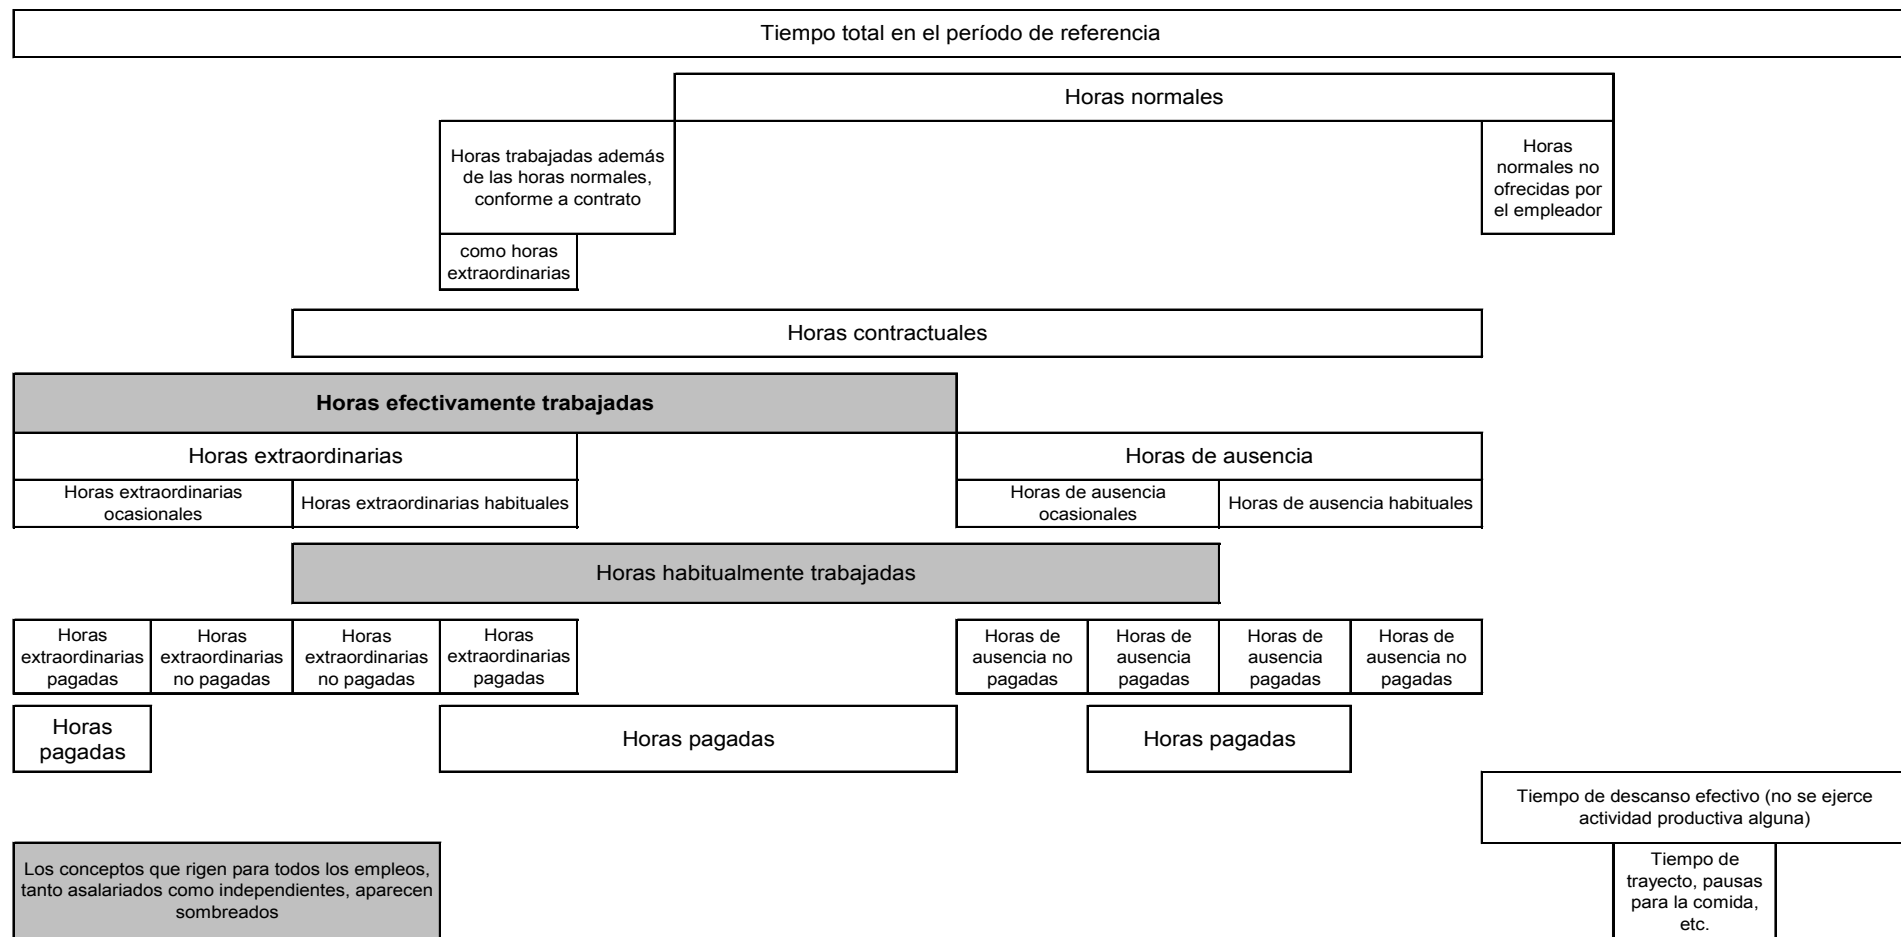 Tiempo total en el período de referencia
Horas normales
Horas trabajadas además
de las horas normales,
conforme a contrato
Horas
normales no
ofrecidas por
el empleador
como horas
extraordinarias
Horas contractuales
Horas efectivamente trabajadas
Horas extraordinarias
Horas de ausencia
Horas extraordinarias
ocasionales
Horas extraordinarias habituales
Horas de ausencia
ocasionales
Horas de ausencia habituales
Horas habitualmente trabajadas
Horas
extraordinarias
pagadas
Horas
extraordinarias
no pagadas
Horas
extraordinarias
no pagadas
Horas
extraordinarias
pagadas
Horas de
ausencia no
pagadas
Horas de
ausencia
pagadas
Horas de
ausencia
pagadas
Horas de
ausencia no
pagadas
Horas
pagadas
Horas pagadas
Horas pagadas
Tiempo de descanso efectivo (no se ejerce
actividad productiva alguna)
Los conceptos que rigen para todos los empleos,
tanto asalariados como independientes, aparecen
sombreados
Tiempo de
trayecto, pausas
para la comida,
etc.